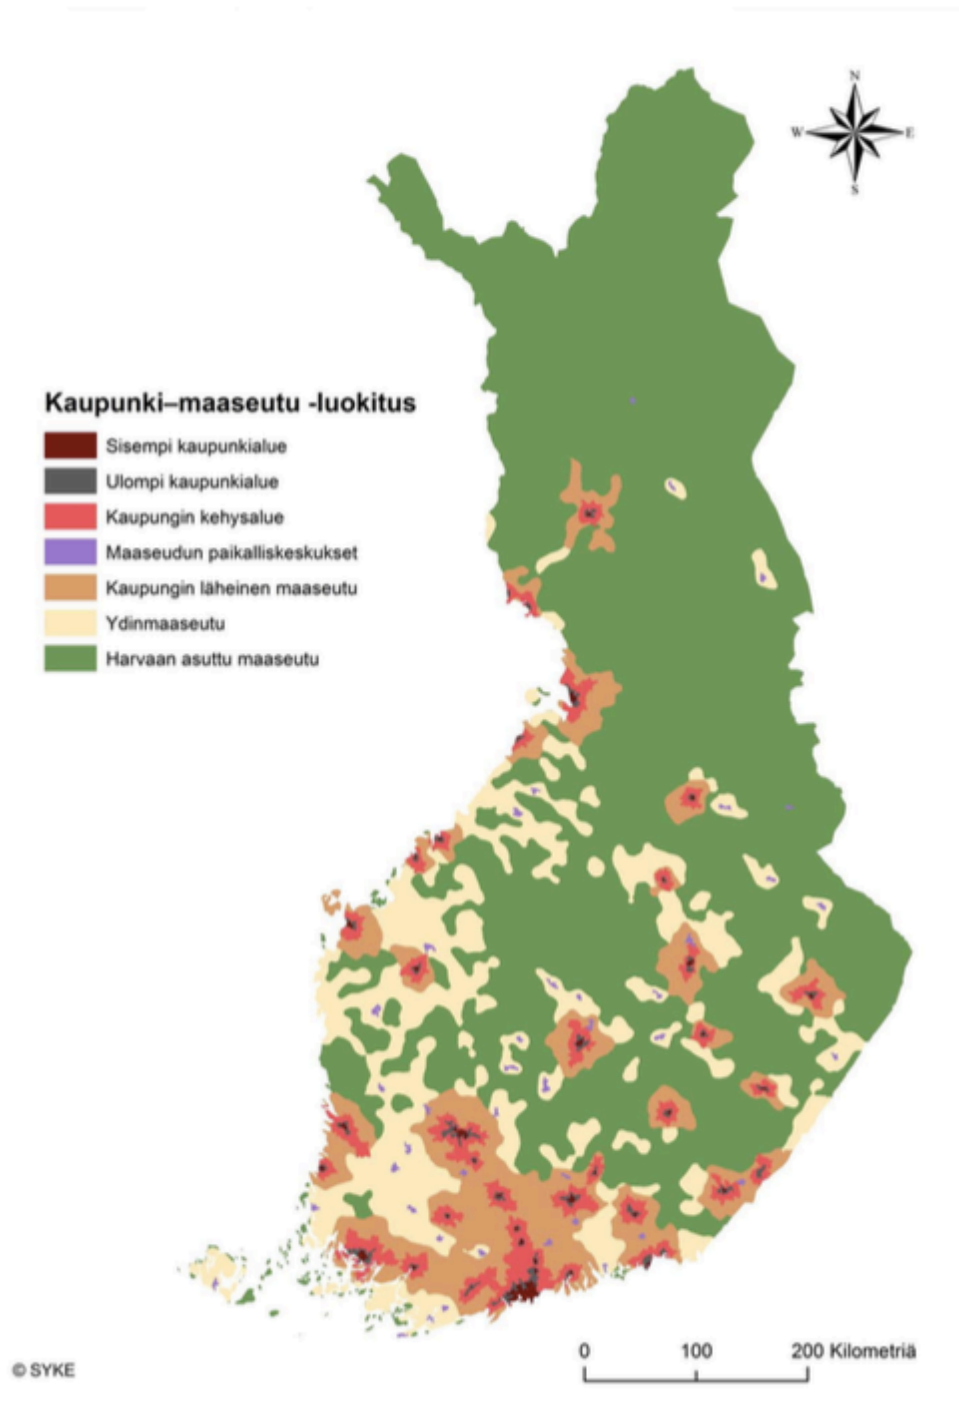 N
W E
S
Kaupunki–maaseutu -luokitus
Sisempi kaupunkialue
Ulompi kaupunkialue
Kaupungin kehysalue
Maaseudun paikalliskeskukset
Kaupungin läheinen maaseutu
Ydinmaaseutu
Harvaan asuttu maaseutu
0 100 200 Kilometriä
© SYKE